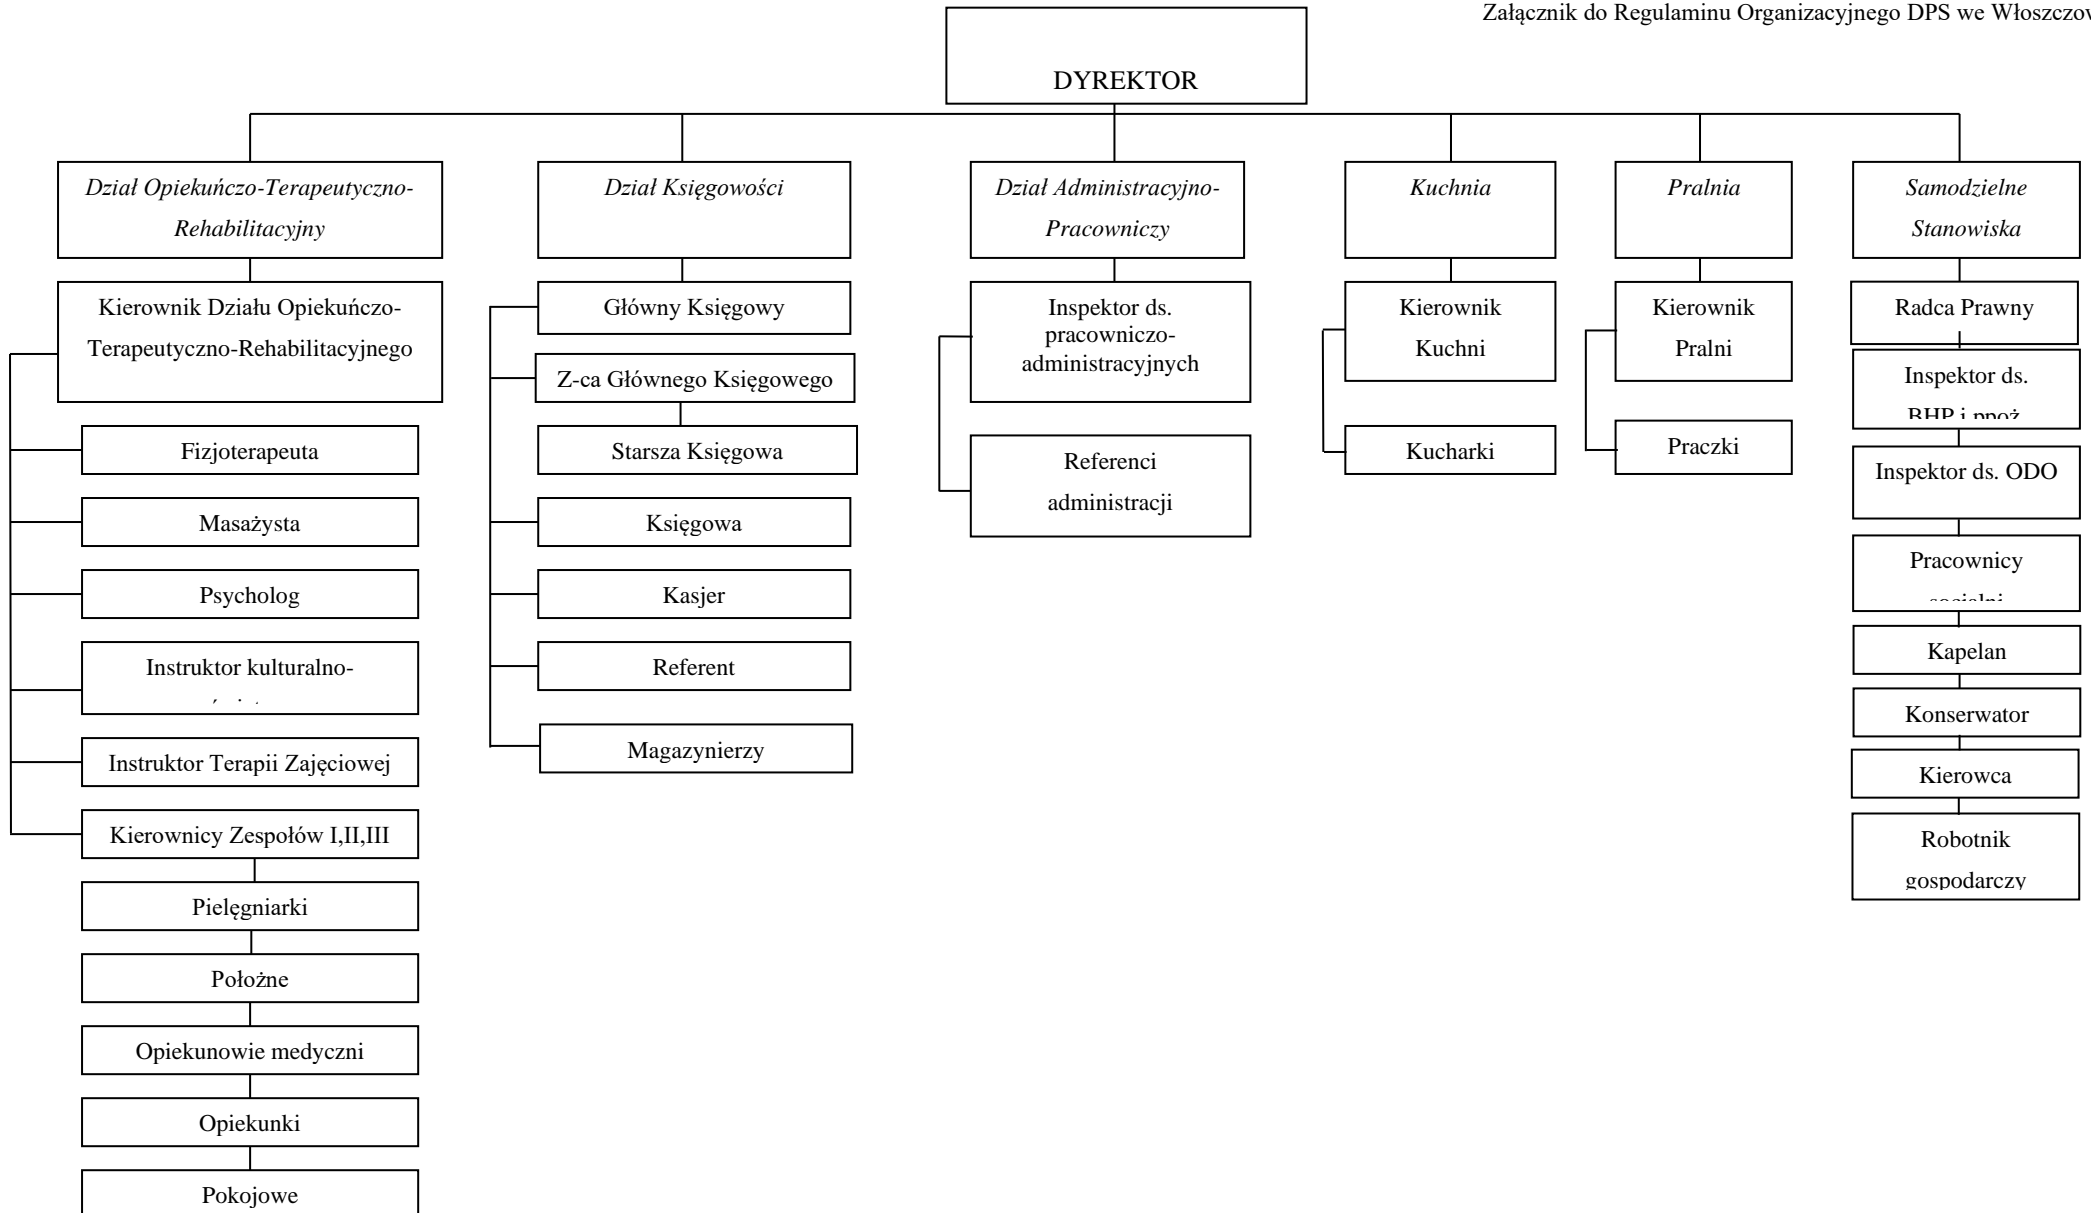 Załącznik do Regulaminu Organizacyjnego DPS we
DYREKTOR
Dział Opiekuńczo-Terapeutyczno-
Rehabilitacyjny
Dział Księgowości
Dział Administracyjno-
Pracowniczy
Kuchnia
Pralnia
Samodzielne
Stanowiska
Kierownik Działu Opiekuńczo-
Terapeutyczno-Rehabilitacyjnego
Fizjoterapeuta
Masażysta
Psycholog
Instruktor kulturalno-
Instruktor Terapii Zajęciowej
Kierownicy Zespołów I,II,III
Pielęgniarki
Położne
Opiekunowie medyczni
Opiekunki
Pokojowe
Główny Księgowy
Z-ca Głównego Księgowego
Starsza Księgowa
Księgowa
Kasjer
Referent
Magazynierzy
Inspektor ds.
pracowniczo-
administracyjnych
Referenci
administracji
Kierownik
Kuchni
Kucharki
Kierownik
Pralni
Praczki
Radca Prawny
Inspektor ds.
BHP i ppoż.
Inspektor ds. ODO
Pracownicy
socjalni
Kapelan
Konserwator
Kierowca
Robotnik
gospodarczy